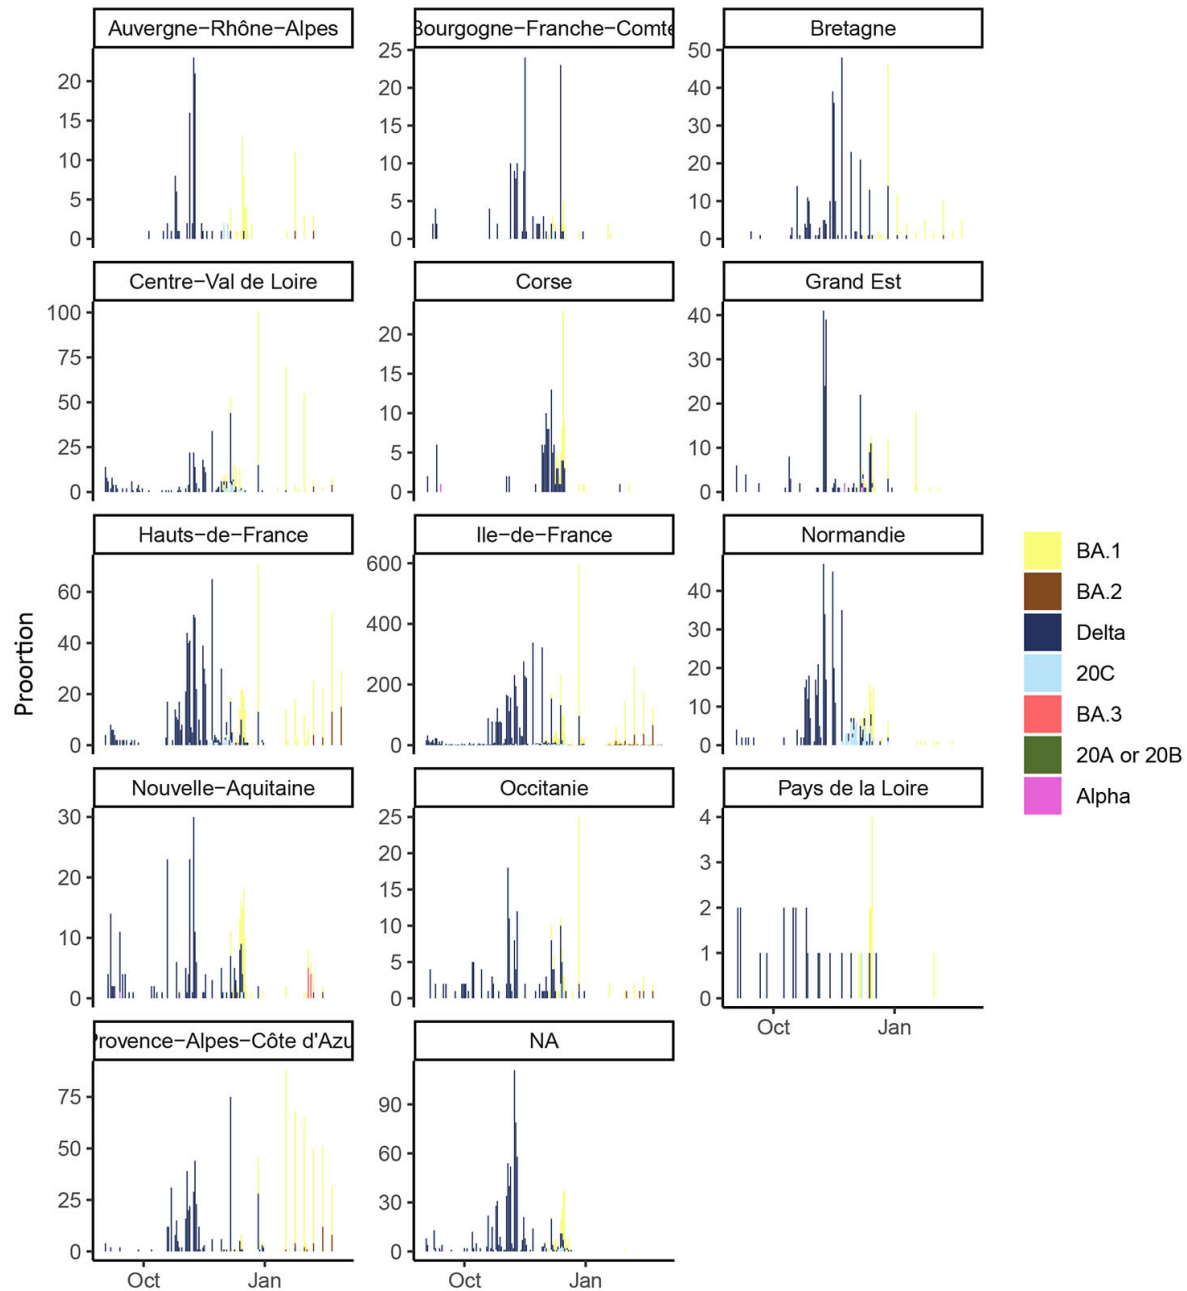 Auvergne−Rhône−Alpes
Bourgogne−Franche−Comté
Bretagne
20
15
10
5
0
25
20
15
10
5
0
50
40
30
20
10
0
Centre−Val de Loire
Corse
Grand Est
100
75
50
25
0
20
15
10
5
0
40
30
20
10
0
Hauts−de−France
Ile−de−France
Normandie
60
40
20
0
600
400
200
0
40
30
20
10
0
Nouvelle−Aquitaine
Occitanie
Pays de la Loire
30
20
10
0
25
20
15
10
5
0
4
3
2
1
0
Oct
Jan
Provence−Alpes−Côte d'Azu
NA
75
50
25
0
90
60
30
0
Oct
Jan
Oct
Jan
Proortion
BA.1
BA.2
Delta
20C
BA.3
20A or 20B
Alpha